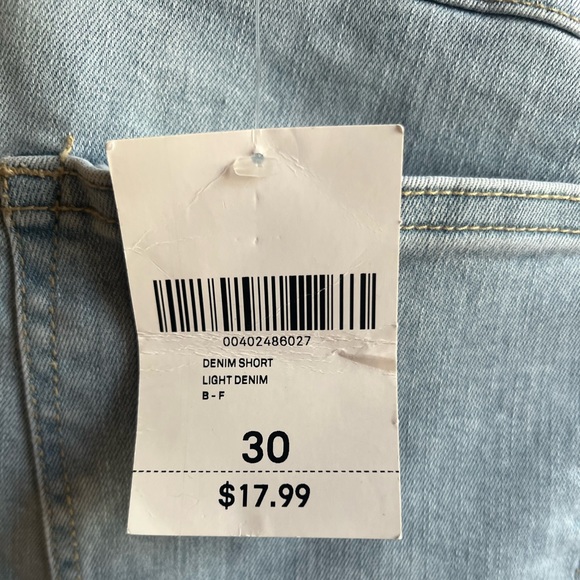 00402486027
DENIM SHORT
LIGHT DENIM
B - F
30
$17.99